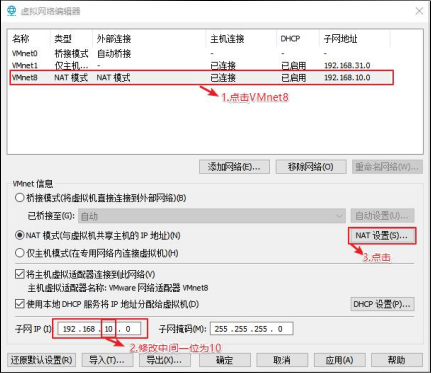 虚拟网络编辑器
名称 类型 外部连接 主机连接 DHCP 子网地址
VMnet0 桥接模式 自动桥接 - - -
VMnet1 仅主机... - 已连接 已启用 192.168.31.0
VMnet8 NAT 模式 NAT 模式 已连接 已启用 192.168.10.0
1.点击VMnet8
添加网络(E)... 移除网络(O) 重命名网络(W)...
VMnet 信息
桥接模式(将虚拟机直接连接到外部网络)(B)
已桥接至(G): 自动 自动设置(U)...
NAT 模式(与虚拟机共享主机的 IP 地址)(N) NAT 设置(S)...
仅主机模式(在专用网络内连接虚拟机)(H)
3.点击
将主机虚拟适配器连接到此网络(V)
主机虚拟适配器名称: VMware 网络适配器 VMnet8
使用本地 DHCP 服务将 IP 地址分配给虚拟机(D) DHCP 设置(P)...
子网 IP (I): 192 . 168 . 10 . 0 子网掩码(M): 255 . 255 . 255 . 0
2.修改中间一位为10
还原默认设置(R) 导入(T)... 导出(X)... 确定 取消 应用(A) 帮助